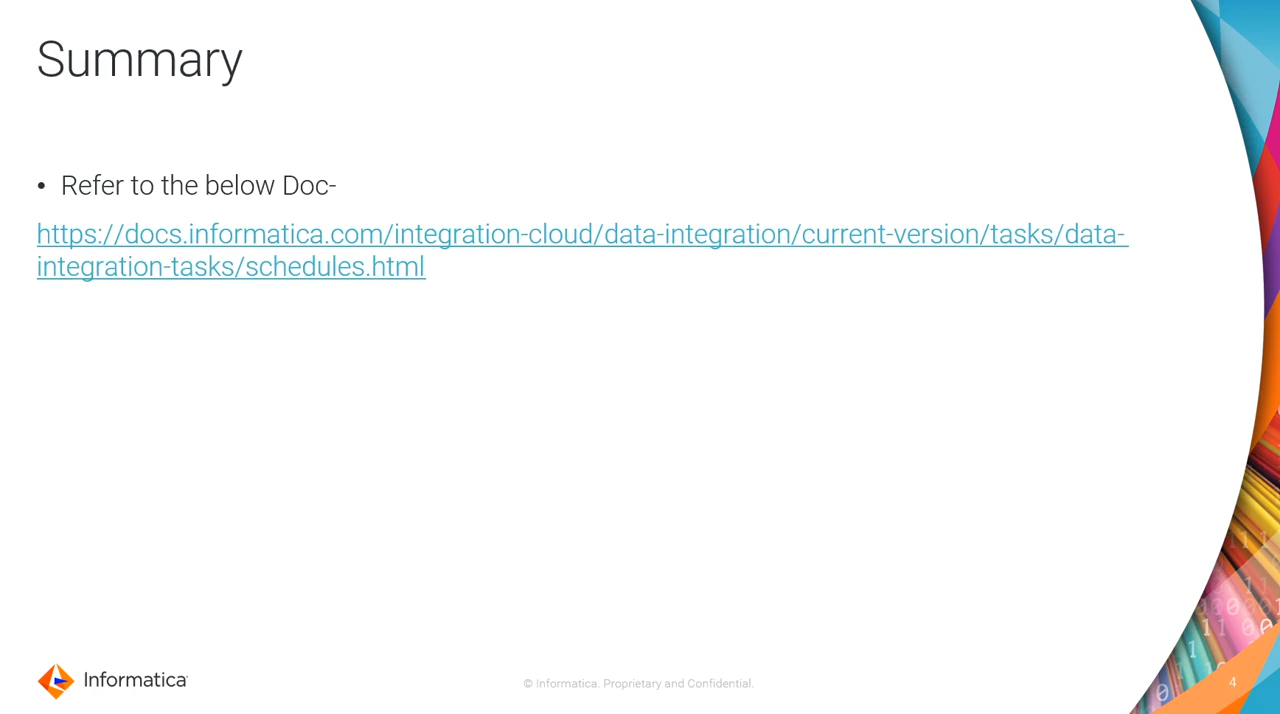 Summary
• Refer to the below Doc-
https://docs.informatica.com/integration-cloud/data-integration/current-version/tasks/data-
integration-tasks/schedules.html
Informatica
© Informatica. Proprietary and Confidential.
4